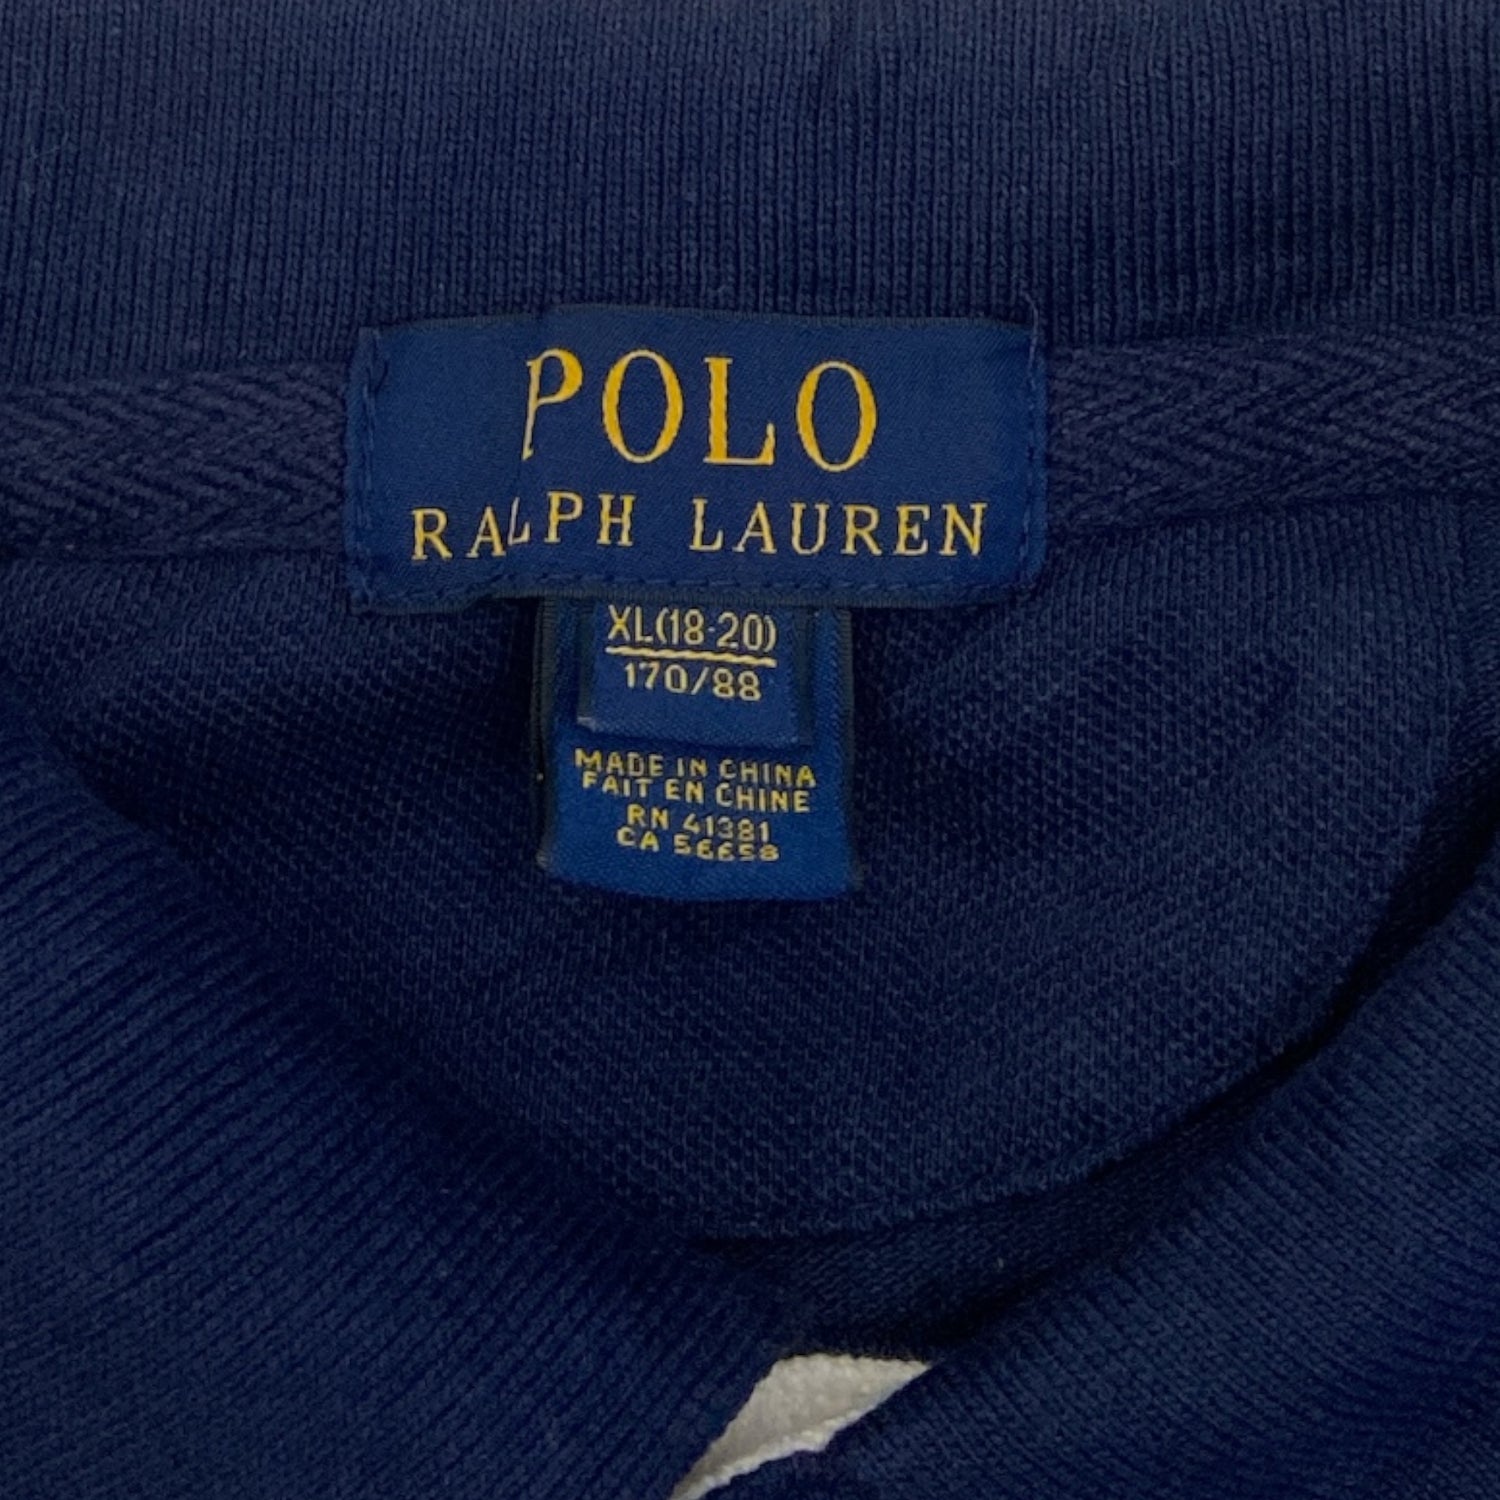 POLO
RALPH LAUREN
XL(18-20)
170/88
MADE IN CHINA
FAIT EN CHINE
RN 41381
CA 56658